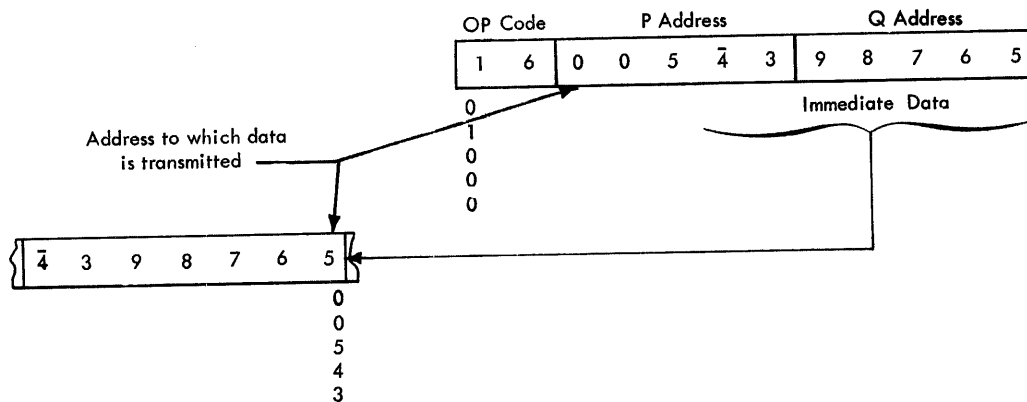 OP Code P Address Q Address
1 6 0 0 5 4̄ 3 9 8 7 6 5
Immediate Data
0
1
0
0
0
Address to which data
is transmitted
4̄ 3 9 8 7 6 5
0
0
5
4
3